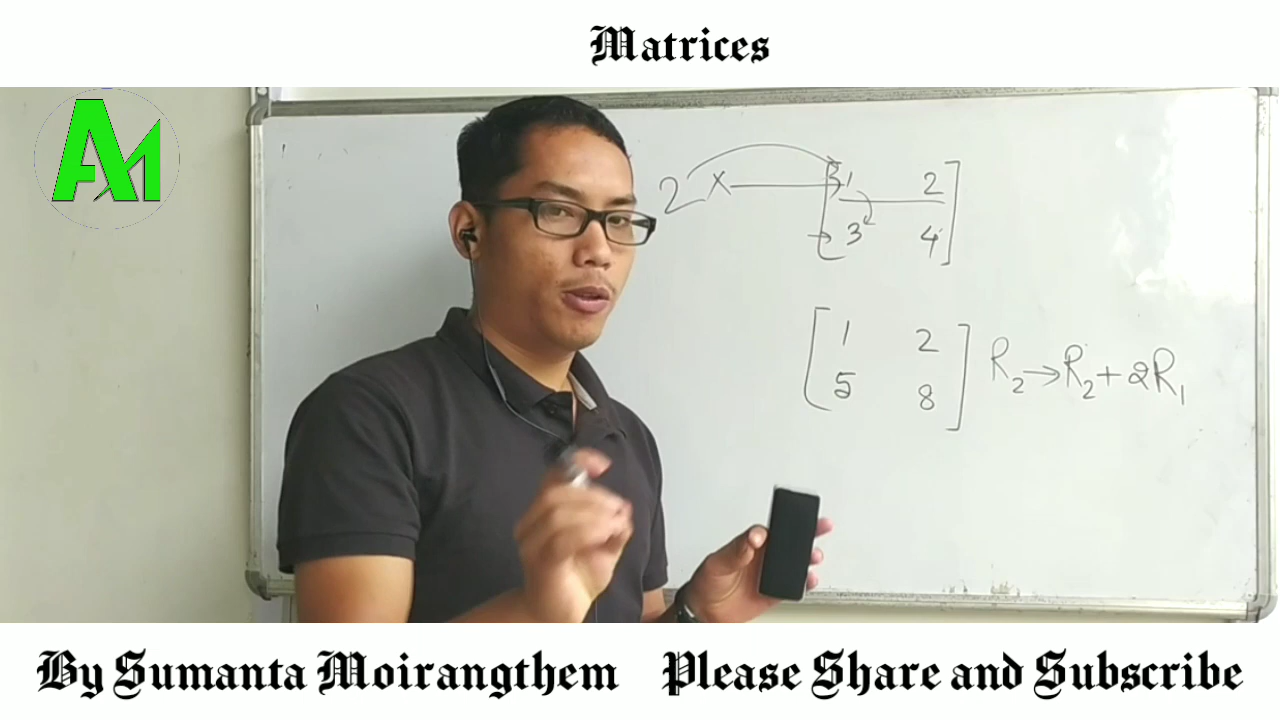 Matrices
AM
2 × [ 1 2
3 4 ]
[ 1 2
5 8 ] R₂→R₂+2R₁
By Sumanta Moirangthem Please Share and Subscribe